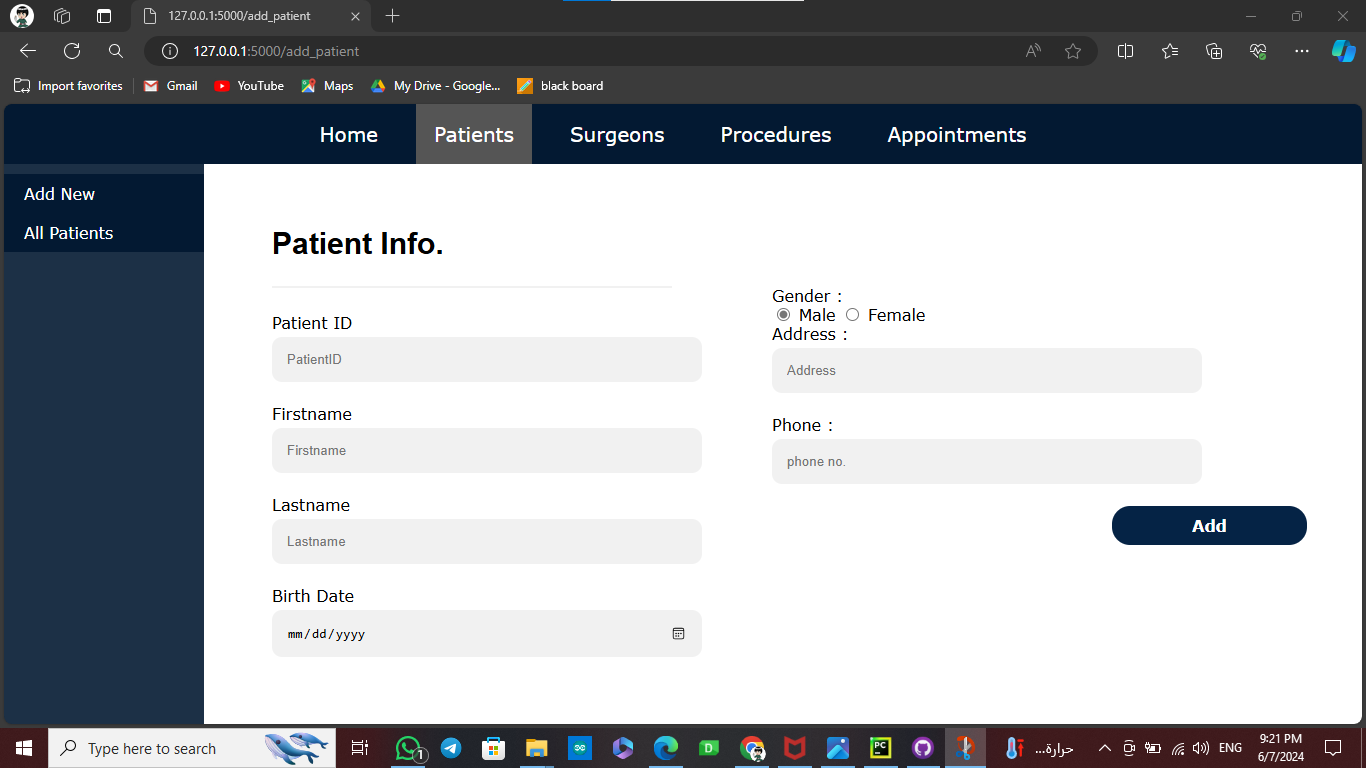 127.0.0.1:5000/add_patient
127.0.0.1:5000/add_patient
Import favorites Gmail YouTube Maps My Drive - Google... black board
Home Patients Surgeons Procedures Appointments
Add New
All Patients
Patient Info.
Patient ID
PatientID
Firstname
Firstname
Lastname
Lastname
Birth Date
mm/dd/yyyy
Gender :
Male Female
Address :
Address
Phone :
phone no.
Add
Type here to search
1
D
PC
حرارة...
ENG
9:21 PM
6/7/2024